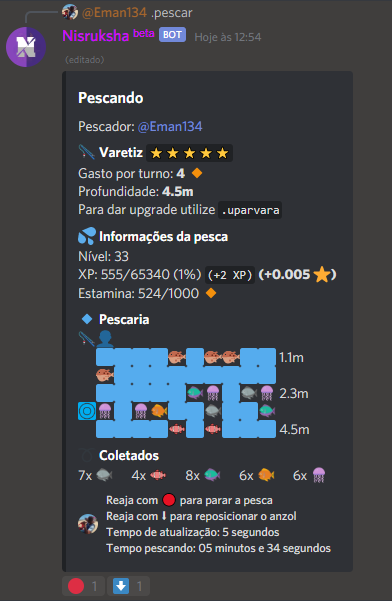 @Eman134 .pescar
Nisruksha beta BOT Hoje às 12:54
(editado)
Pescando
Pescador: @Eman134
Varetiz
Gasto por turno: 4
Profundidade: 4.5m
Para dar upgrade utilize .uparvara
Informações da pesca
Nível: 33
XP: 555/65340 (1%) (+2 XP) (+0.005 ⭐)
Estamina: 524/1000
Pescaria
1.1m
2.3m
4.5m
Coletados
7x 4x 8x 6x 6x
Reaja com 🔴 para parar a pesca
Reaja com ⬇ para reposicionar o anzol
Tempo de atualização: 5 segundos
Tempo pescando: 05 minutos e 34 segundos
1 1